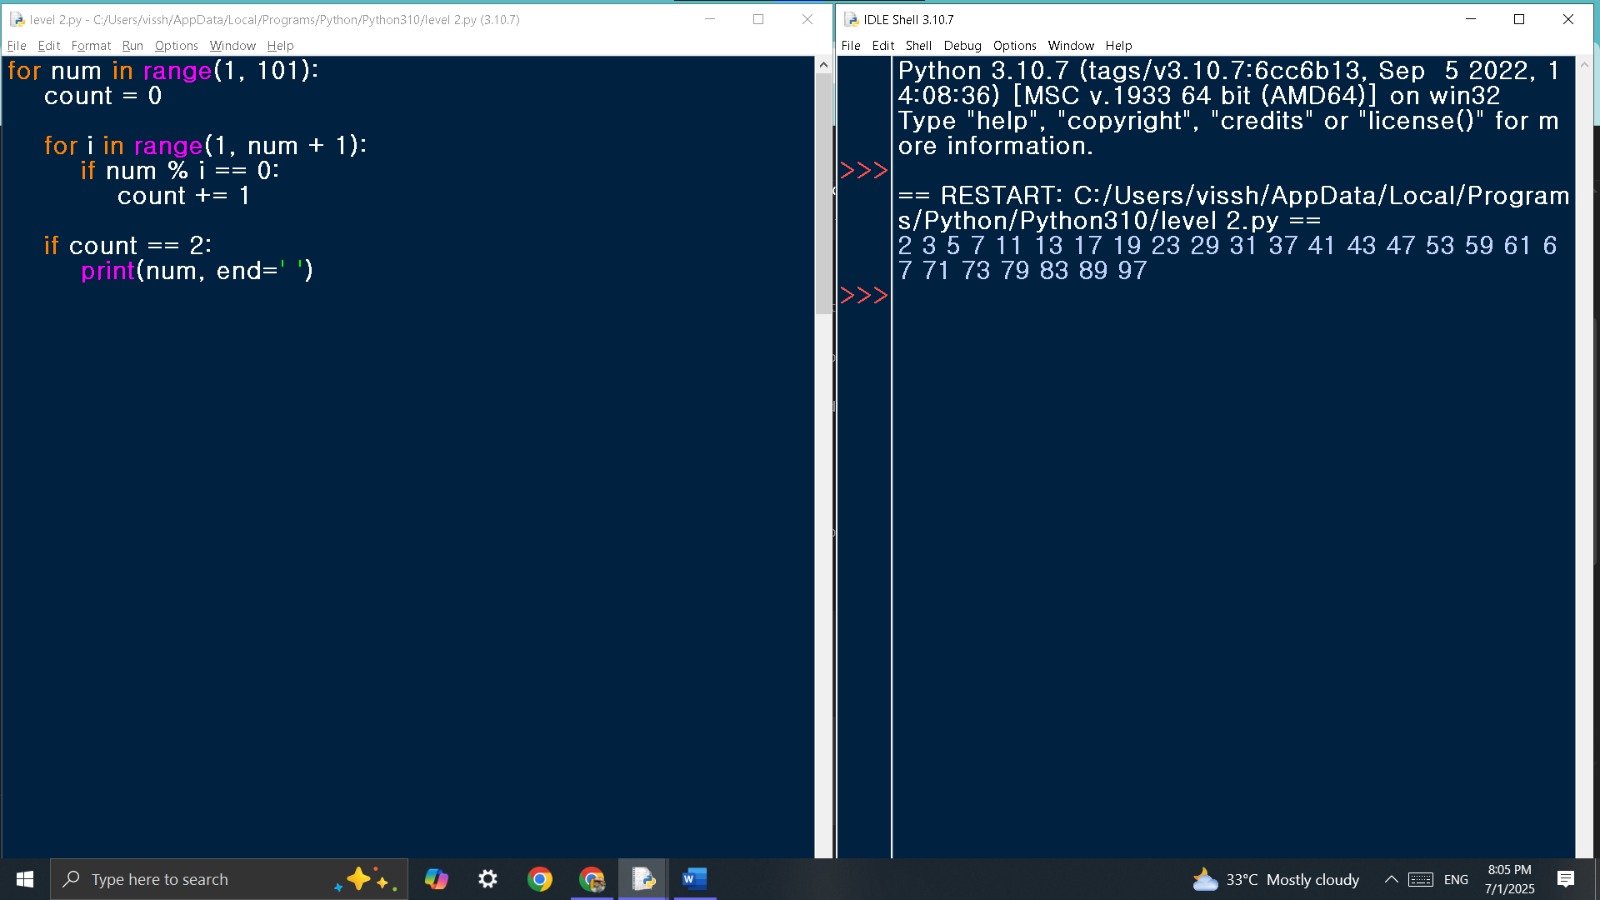 level 2.py - C:/Users/vissh/AppData/Local/Programs/Python/Python310/level 2.py (3.10.7)
File Edit Format Run Options Window Help
for num in range(1, 101):
    count = 0
    for i in range(1, num + 1):
        if num % i == 0:
            count += 1
    if count == 2:
        print(num, end=' ')
IDLE Shell 3.10.7
File Edit Shell Debug Options Window Help
Python 3.10.7 (tags/v3.10.7:6cc6b13, Sep  5 2022, 1
4:08:36) [MSC v.1933 64 bit (AMD64)] on win32
Type "help", "copyright", "credits" or "license()" for m
ore information.
>>>
== RESTART: C:/Users/vissh/AppData/Local/Program
s/Python/Python310/level 2.py ==
2 3 5 7 11 13 17 19 23 29 31 37 41 43 47 53 59 61 6
7 71 73 79 83 89 97
>>>
Type here to search
33°C Mostly cloudy
ENG
8:05 PM
7/1/2025